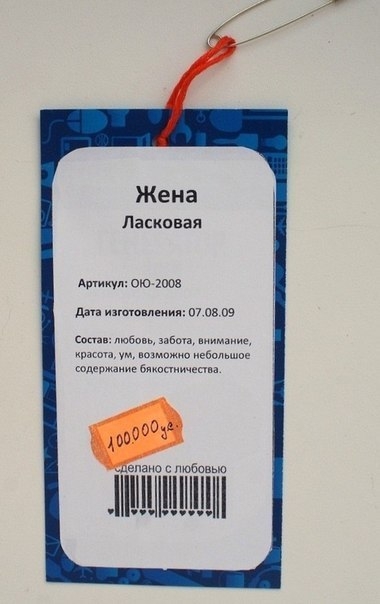 Жена
Ласковая
Артикул: ОЮ-2008
Дата изготовления: 07.08.09
Состав: любовь, забота, внимание,
красота, ум, возможно небольшое
содержание бякостничества.
100.000 уе.
сделано с любовью